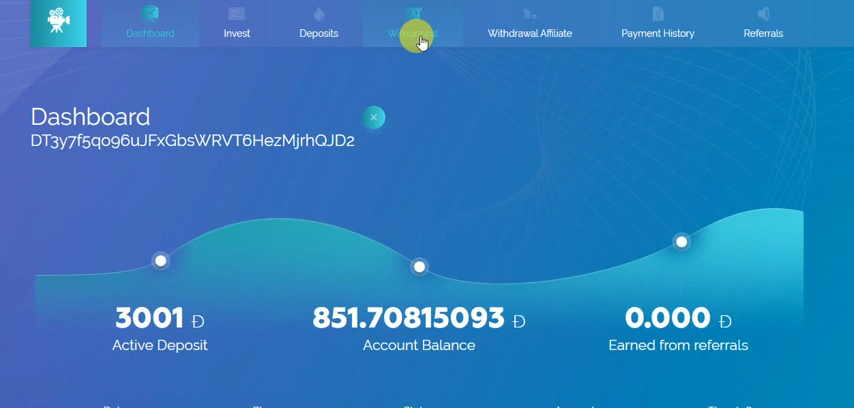 Dashboard Invest Deposits Withdrawal Withdrawal Affiliate Payment History Referrals
Dashboard
DT3y7f5qo96uJFxGbsWRVT6HezMjrhQJD2
3001 Đ 851.70815093 Đ 0.000 Đ
Active Deposit Account Balance Earned from referrals